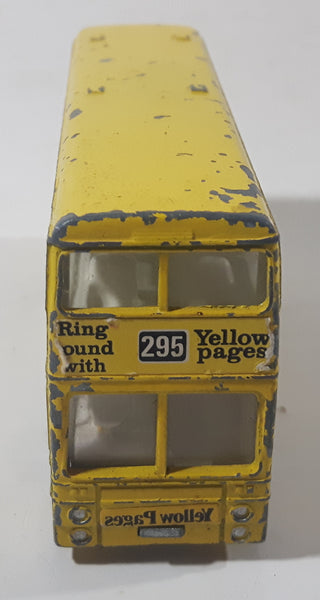 Ring
ound
with
295
Yellow
pages
Yellow Pages